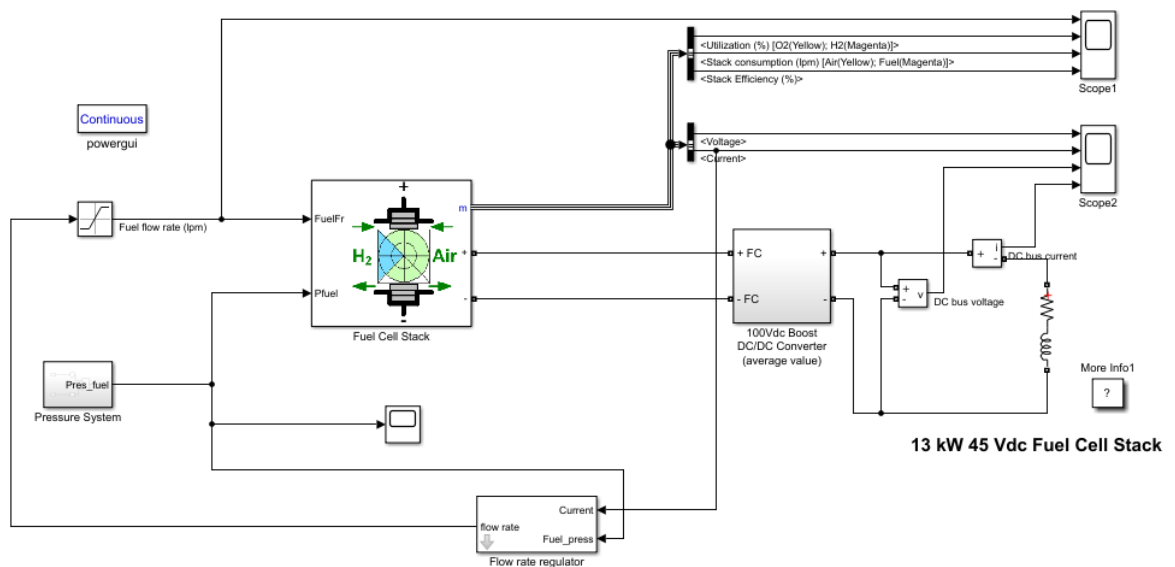 <Utilization (%) [O2(Yellow); H2(Magenta)]>
<Stack consumption (lpm) [Air(Yellow); Fuel(Magenta)]>
<Stack Efficiency (%)>
Scope1
Continuous
powergui
<Voltage>
<Current>
Scope2
Fuel flow rate (lpm)
FuelFr
Pfuel
+
m
H2
Air
+
-
-
Fuel Cell Stack
+ FC
- FC
+
-
100Vdc Boost
DC/DC Converter
(average value)
+
i
-
DC bus current
+
-
v
DC bus voltage
+
Pres_fuel
Pressure System
More Info1
?
13 kW 45 Vdc Fuel Cell Stack
Current
flow rate
Fuel_press
Flow rate regulator